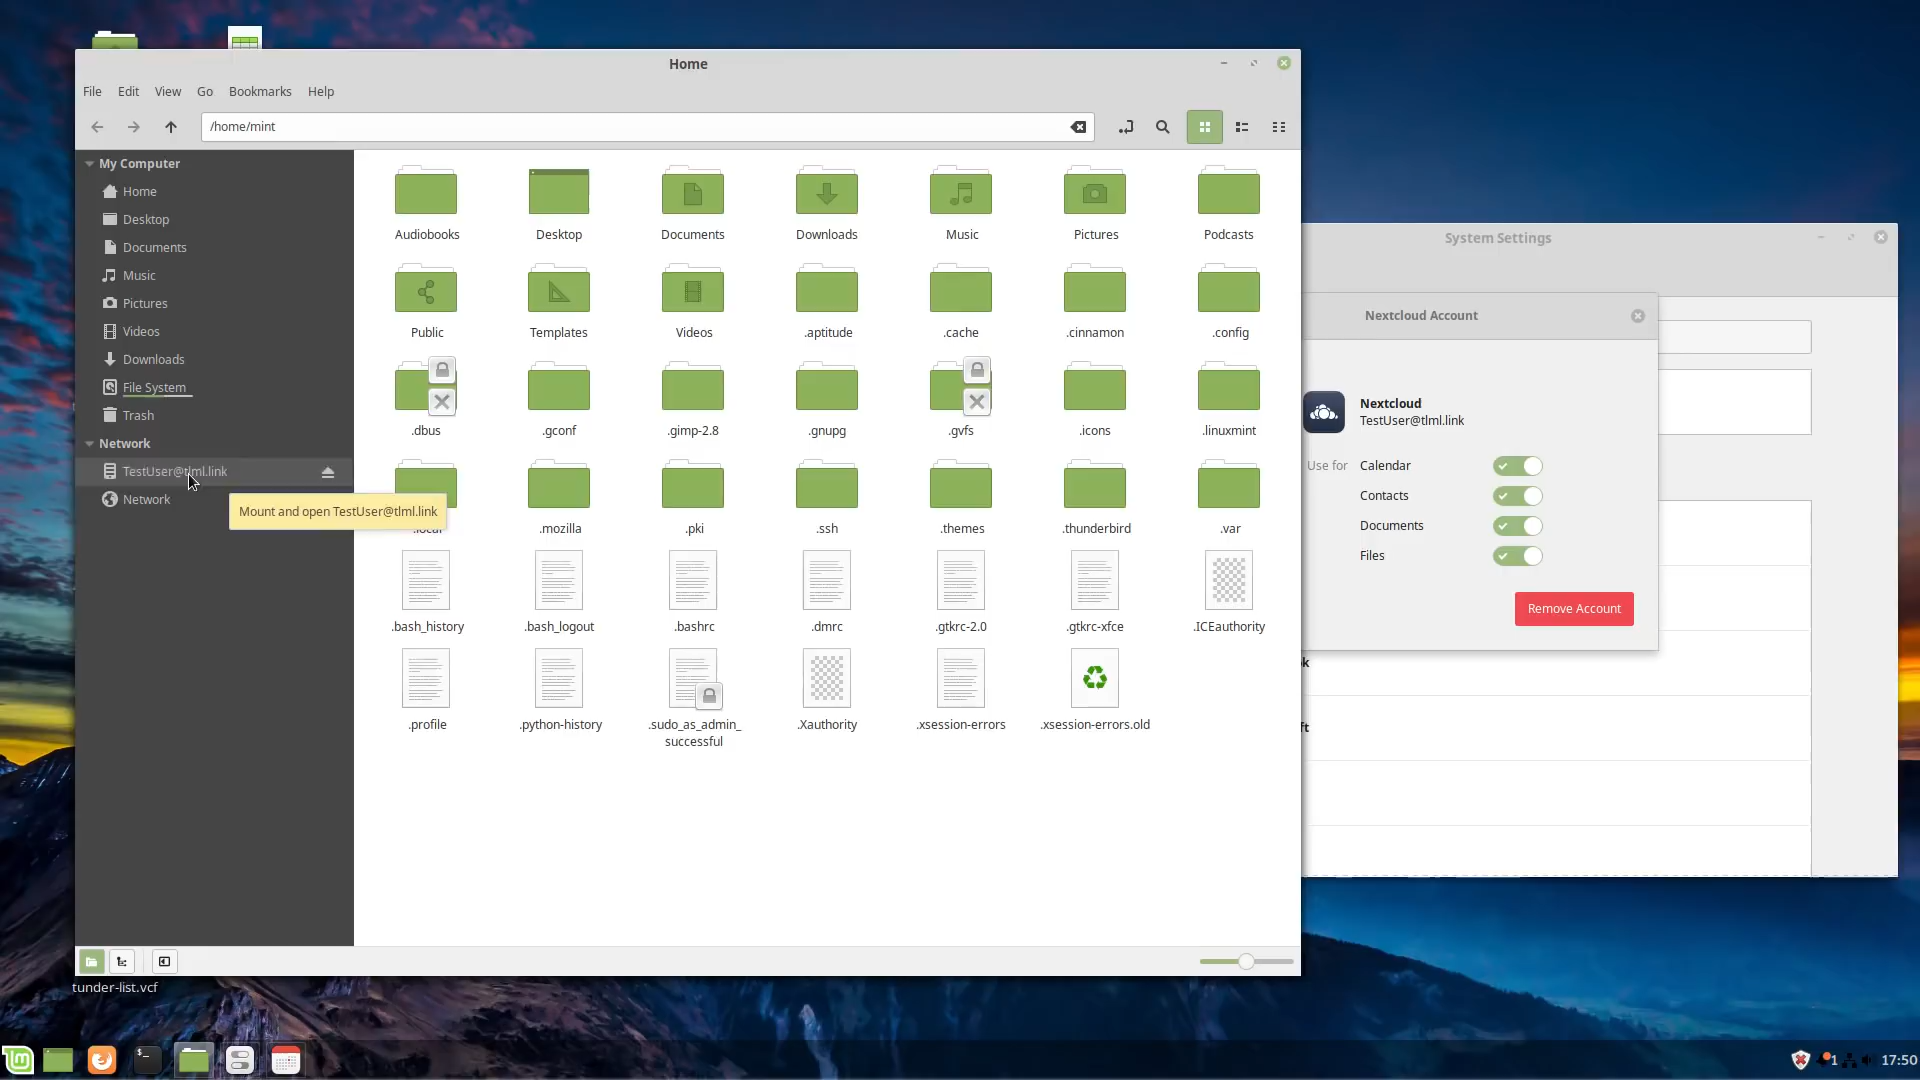 Home
File Edit View Go Bookmarks Help
/home/mint
My Computer
Home
Desktop
Documents
Music
Pictures
Videos
Downloads
File System
Trash
Network
TestUser@tlml.link
Network
Mount and open TestUser@tlml.link
Audiobooks Desktop Documents Downloads Music Pictures Podcasts
Public Templates Videos .aptitude .cache .cinnamon .config
.dbus .gconf .gimp-2.8 .gnupg .gvfs .icons .linuxmint
.local .mozilla .pki .ssh .themes .thunderbird .var
.bash_history .bash_logout .bashrc .dmrc .gtkrc-2.0 .gtkrc-xfce .ICEauthority
.profile .python-history .sudo_as_admin_ .Xauthority .xsession-errors .xsession-errors.old
successful
System Settings
Nextcloud Account
Nextcloud
TestUser@tlml.link
Use for Calendar
Contacts
Documents
Files
Remove Account
k
ft
tunder-list.vcf
1 17:50